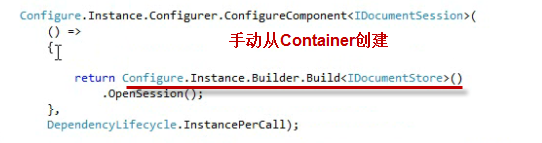 Configure.Instance.Configurer.ConfigureComponent<IDocumentSession>(
() =>
手动从Container创建
{
return Configure.Instance.Builder.Build<IDocumentStore>()
.OpenSession();
},
DependencyLifecycle.InstancePerCall);